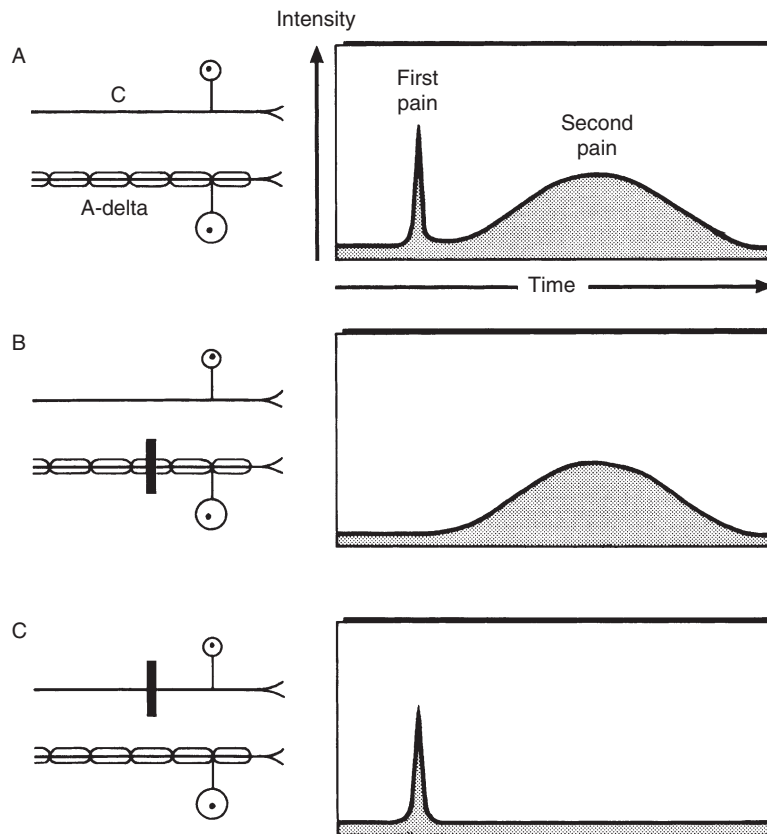 Intensity
A
C
A-delta
First
pain
Second
pain
Time
B
C